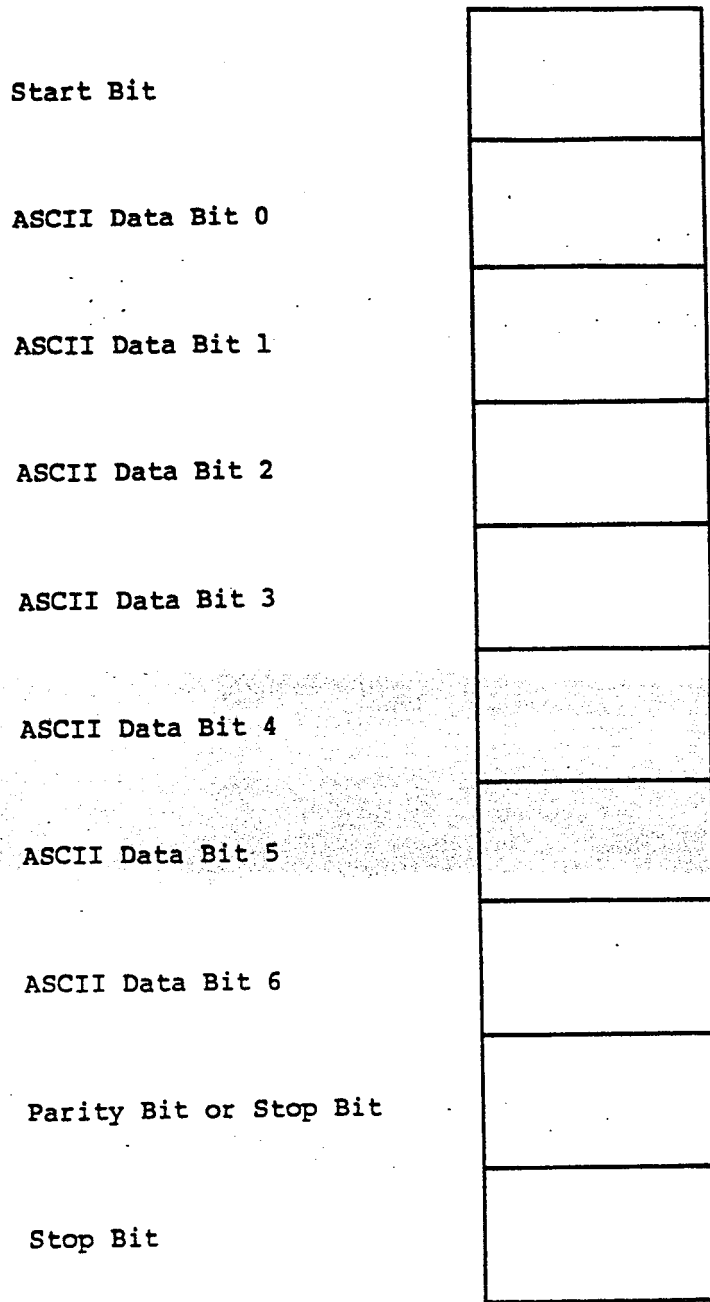 Start Bit
ASCII Data Bit 0
ASCII Data Bit 1
ASCII Data Bit 2
ASCII Data Bit 3
ASCII Data Bit 4
ASCII Data Bit 5
ASCII Data Bit 6
Parity Bit or Stop Bit
Stop Bit